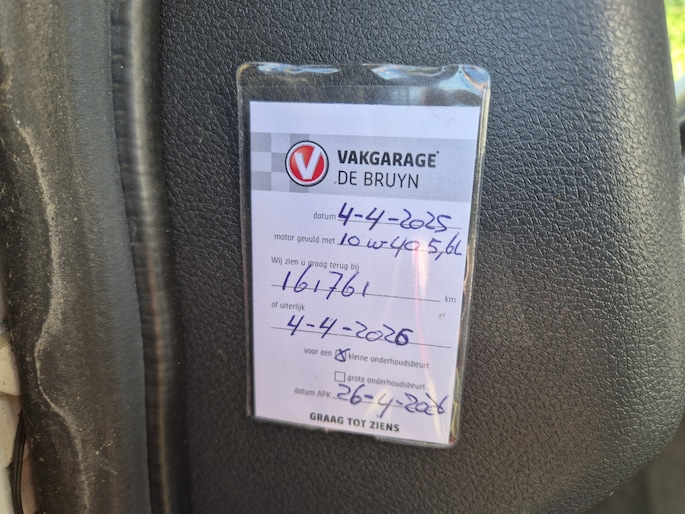 V VAKGARAGE
DE BRUYN
datum 4-4-2025
motor gevuld met 10w40 5,6L
Wij zien u graag terug bij
161761 km
of uiterlijk
4-4-2026
voor een kleine onderhoudsbeurt
grote onderhoudsbeurt
datum APK 26-4-2026
GRAAG TOT ZIENS